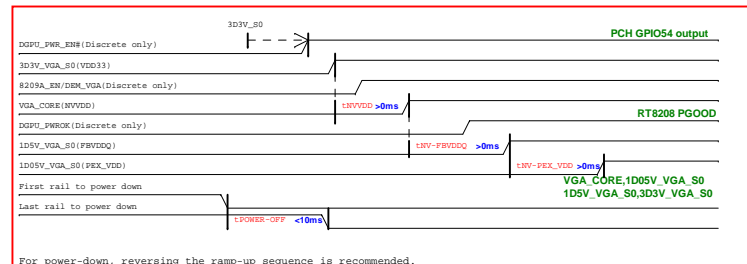 3D3V_S0
PCH GPIO54 output
DGPU_PWR_EN#(Discrete only)
3D3V_VGA_S0(VDD33)
8209A_EN/DEM_VGA(Discrete only)
VGA_CORE(NVVDD)
tNVVDD >0ms
RT8208 PGOOD
DGPU_PWROK(Discrete only)
1D5V_VGA_S0(FBVDDQ)
tNV-FBVDDQ >0ms
1D05V_VGA_S0(PEX_VDD)
tNV-PEX_VDD >0ms
VGA_CORE,1D05V_VGA_S0
First rail to power down
1D5V_VGA_S0,3D3V_VGA_S0
Last rail to power down
tPOWER-OFF <10ms
For power-down, reversing the ramp-up sequence is recommended.